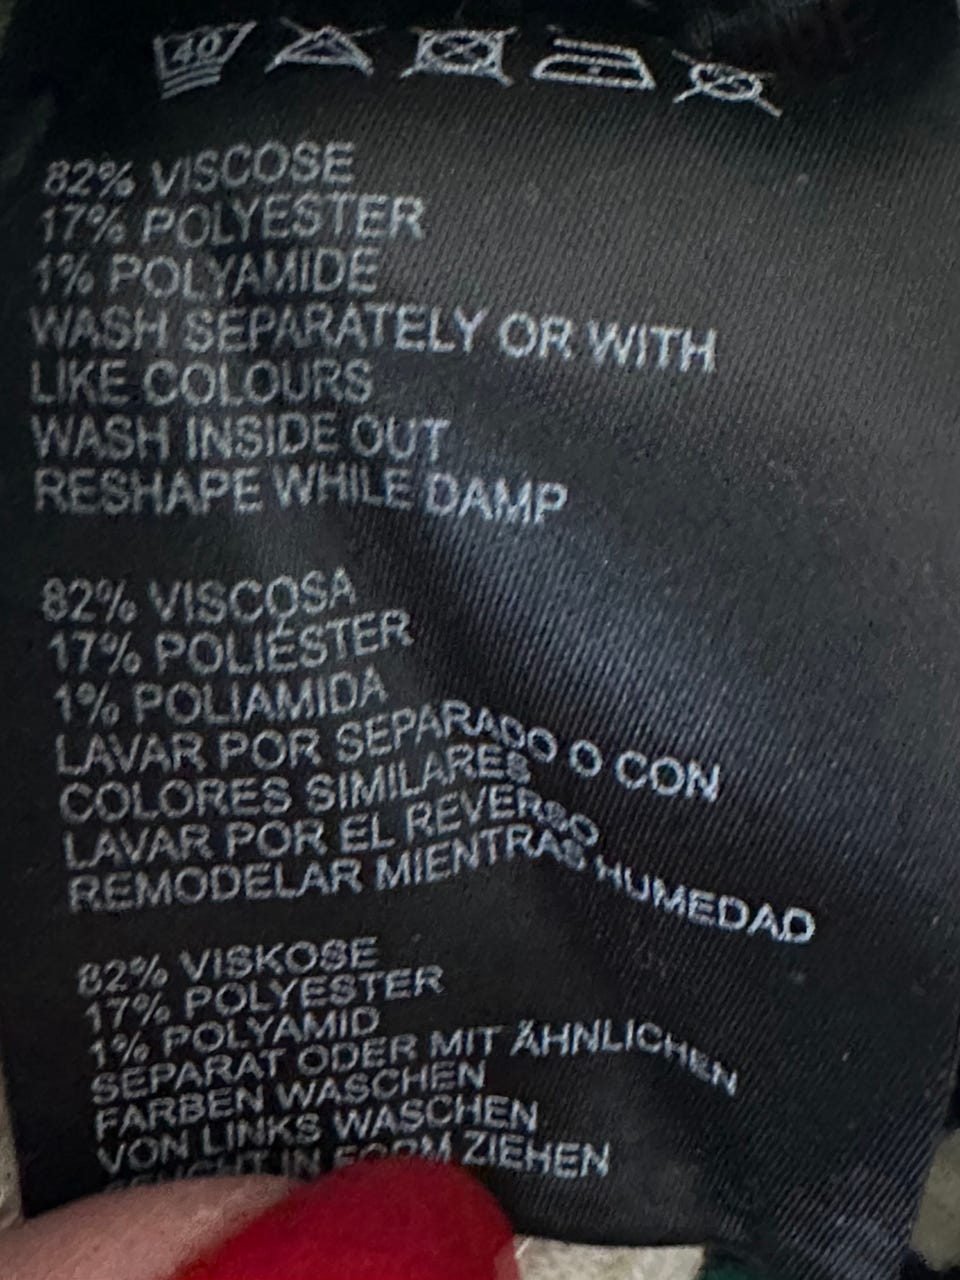 40
82% VISCOSE
17% POLYESTER
1% POLYAMIDE
WASH SEPARATELY OR WITH
LIKE COLOURS
WASH INSIDE OUT
RESHAPE WHILE DAMP
82% VISCOSA
17% POLIÉSTER
1% POLIAMIDA
LAVAR POR SEPARADO O CON
COLORES SIMILARES
LAVAR POR EL REVERSO
REMODELAR MIENTRAS HUMEDAD
82% VISKOSE
17% POLYESTER
1% POLYAMID
SEPARAT ODER MIT ÄHNLICHEN
FARBEN WASCHEN
VON LINKS WASCHEN
IN FORM ZIEHEN